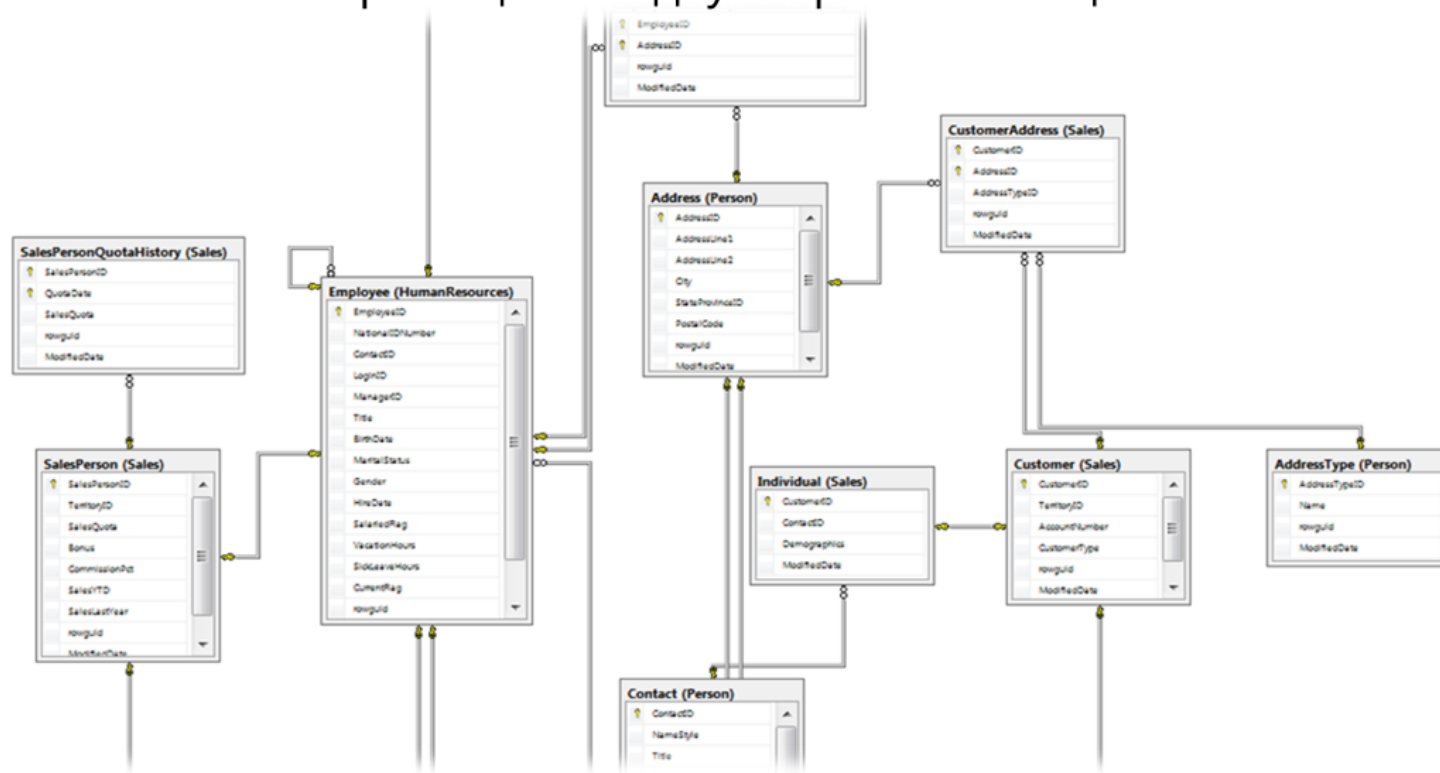 EmployeeID
AddressID
rowguid
ModifiedDate
CustomerAddress (Sales)
CustomerID
AddressID
AddressTypeID
rowguid
ModifiedDate
Address (Person)
AddressID
AddressLine1
AddressLine2
City
StateProvinceID
PostalCode
rowguid
ModifiedDate
SalesPersonQuotaHistory (Sales)
SalesPersonID
QuotaDate
SalesQuota
rowguid
ModifiedDate
Employee (HumanResources)
EmployeeID
NationalIDNumber
ContactID
LoginID
ManagerID
Title
BirthDate
MaritalStatus
Gender
HireDate
SalariedFlag
VacationHours
SickLeaveHours
CurrentFlag
rowguid
SalesPerson (Sales)
SalesPersonID
TerritoryID
SalesQuota
Bonus
CommissionPct
SalesYTD
SalesLastYear
rowguid
ModifiedDate
Individual (Sales)
CustomerID
ContactID
Demographics
ModifiedDate
Customer (Sales)
CustomerID
TerritoryID
AccountNumber
CustomerType
rowguid
ModifiedDate
AddressType (Person)
AddressTypeID
Name
rowguid
ModifiedDate
Contact (Person)
ContactID
NameStyle
Title